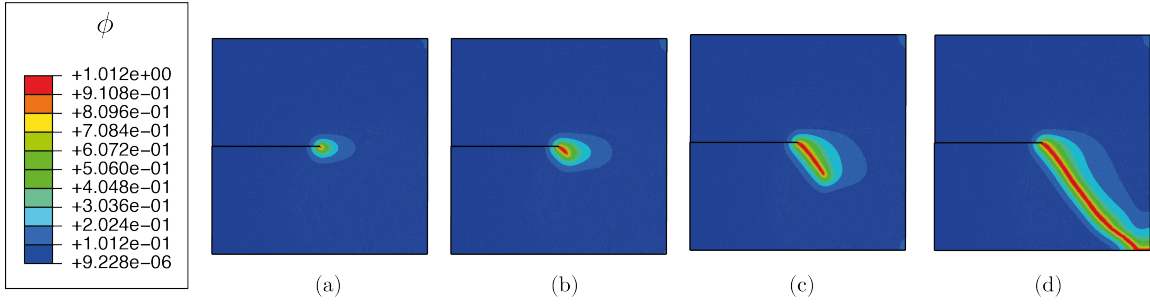 ϕ
+1.012e+00
+9.108e−01
+8.096e−01
+7.084e−01
+6.072e−01
+5.060e−01
+4.048e−01
+3.036e−01
+2.024e−01
+1.012e−01
+9.228e−06
(a) (b) (c) (d)